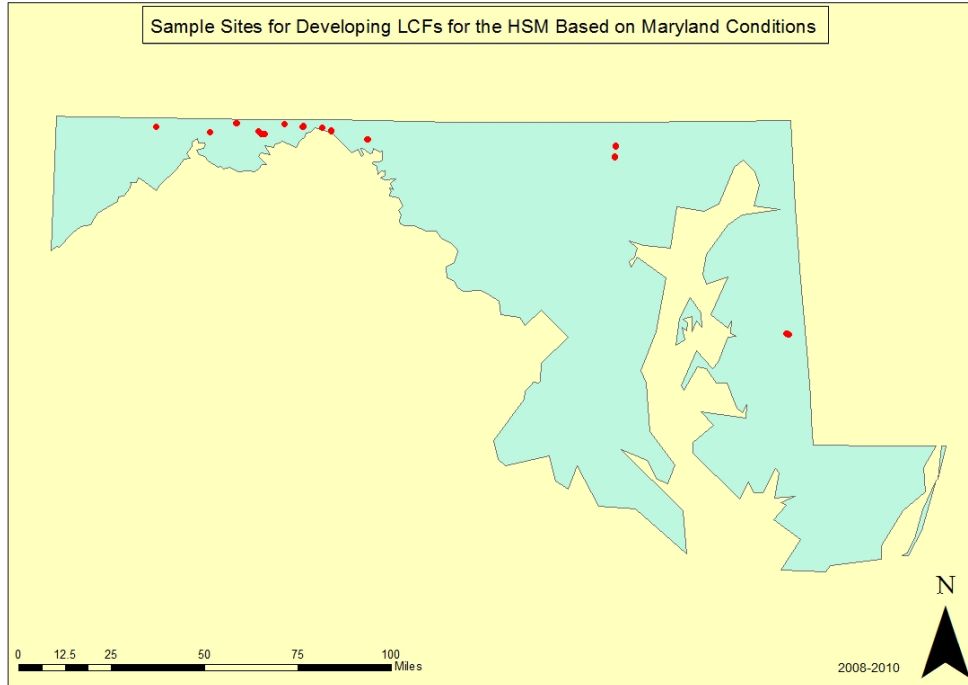 Sample Sites for Developing LCFs for the HSM Based on Maryland Conditions
N
0 12.5 25 50 75 100
Miles
2008-2010